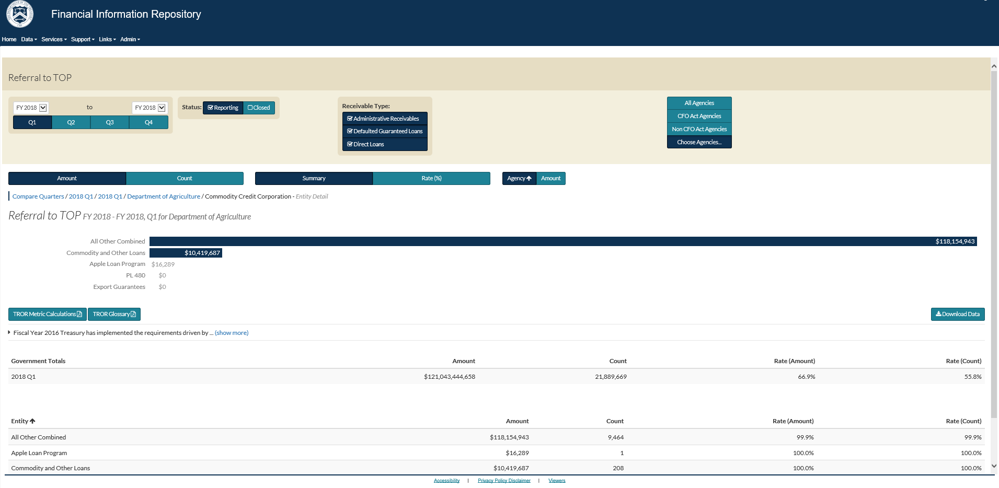 Financial Information Repository
Home Data Services Support Links Admin
Referral to TOP
FY 2018 to FY 2018
Q1 Q2 Q3 Q4
Status: Reporting Closed
Receivable Type:
Administrative Receivables
Defaulted Guaranteed Loans
Direct Loans
All Agencies
CFO Act Agencies
Non CFO Act Agencies
Choose Agencies...
Amount Count Summary Rate (%) Agency Amount
Compare Quarters / 2018 Q1 / 2018 Q1 / Department of Agriculture / Commodity Credit Corporation - Entity Detail
Referral to TOP FY 2018 - FY 2018, Q1 for Department of Agriculture
All Other Combined $118,154,943
Commodity and Other Loans $10,419,687
Apple Loan Program $16,289
PL 480 $0
Export Guarantees $0
TROR Metric Calculations TROR Glossary Download Data
Fiscal Year 2016 Treasury has implemented the requirements driven by ... (show more)
Government Totals Amount Count Rate (Amount) Rate (Count)
2018 Q1 $121,043,444,658 21,889,669 66.9% 55.8%
Entity Amount Count Rate (Amount) Rate (Count)
All Other Combined $118,154,943 9,464 99.9% 99.9%
Apple Loan Program $16,289 1 100.0% 100.0%
Commodity and Other Loans $10,419,687 208 100.0% 100.0%
Accessibility | Privacy Policy Disclaimer | Viewers